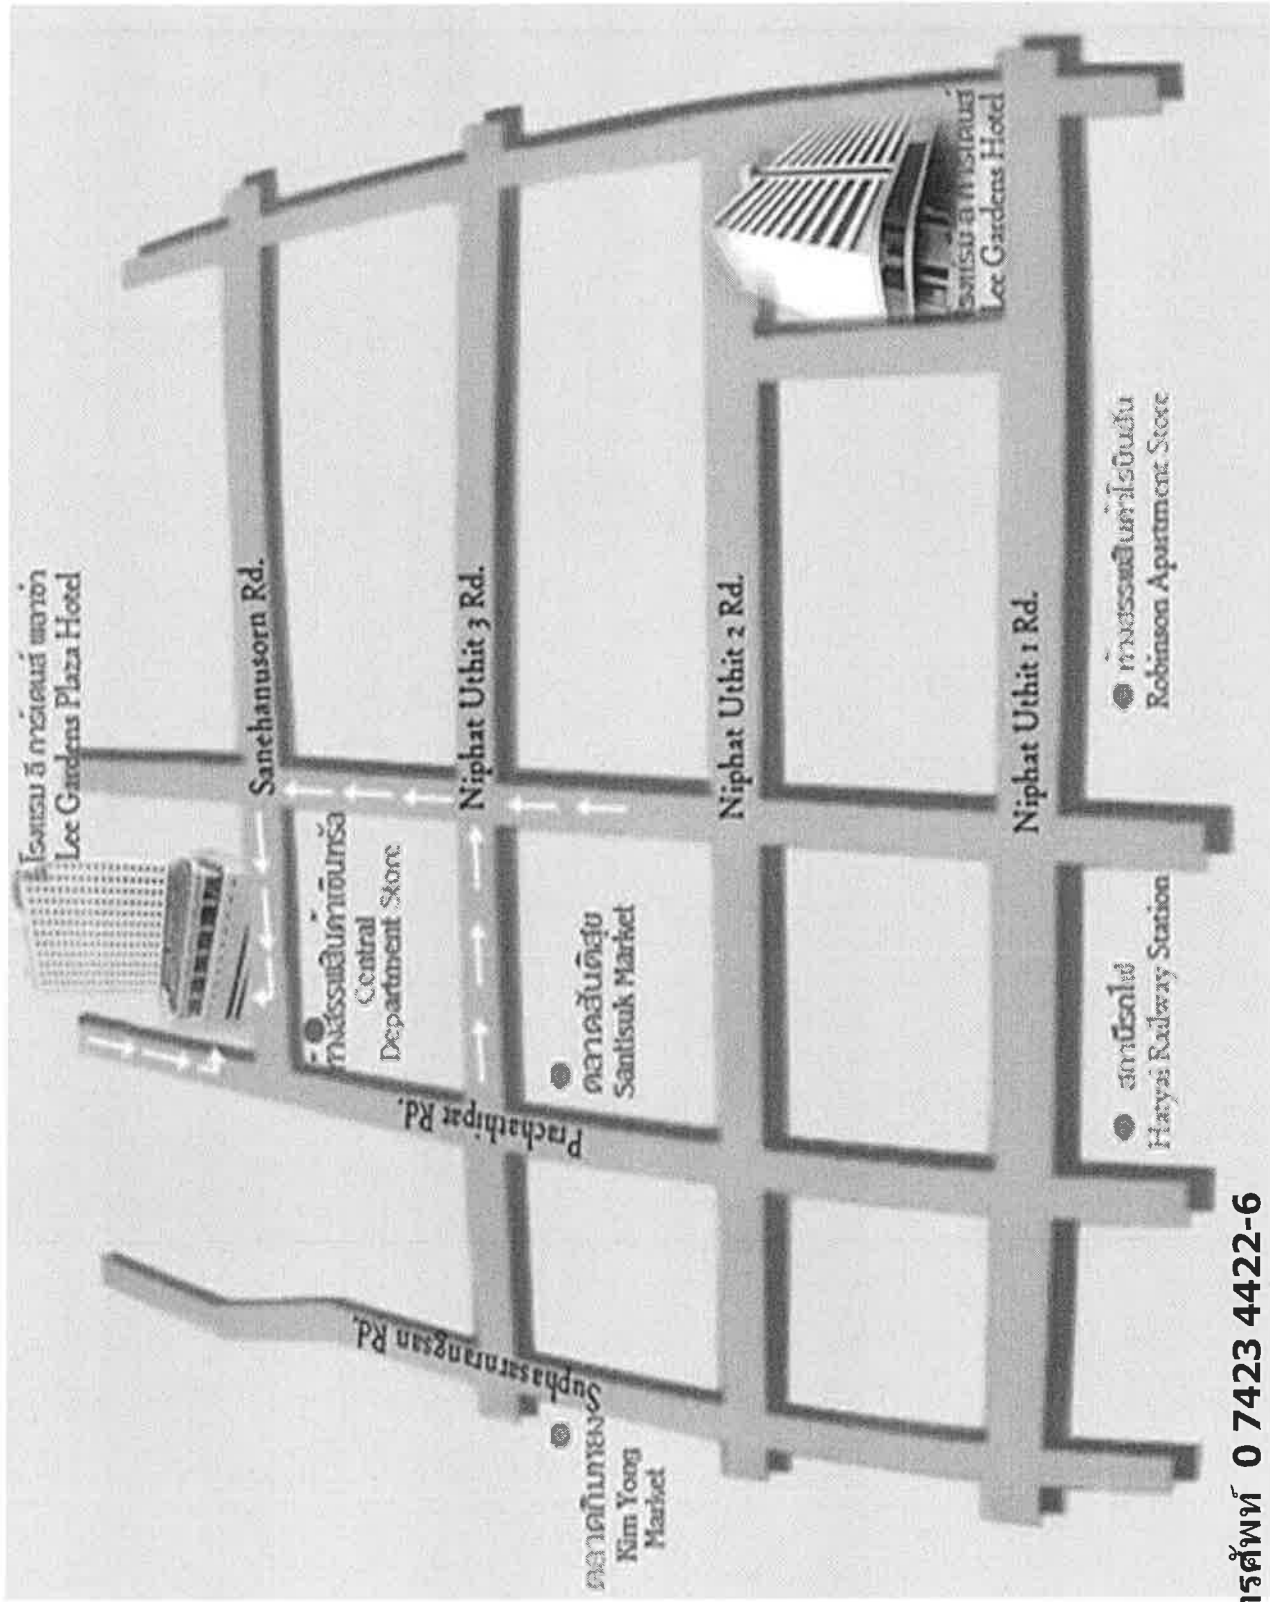 โรงแรม ลี การ์เดนส์ พลาซ่า
Lee Gardens Plaza Hotel
Sanehanusorn Rd.
ห้างสรรพสินค้าเซ็นทรัล
Central
Department Store
Niphat Uthit 3 Rd.
Prachathipat Rd.
ตลาดสันติสุข
Santisuk Market
Suphasarnrangsan Rd.
ตลาดกิมหยง
Kim Yong
Market
Niphat Uthit 2 Rd.
โรงแรม ลี การ์เดนส์
Lee Gardens Hotel
Niphat Uthit 1 Rd.
สถานีรถไฟ
Hatyai Railway Station
ห้างสรรพสินค้าโรบินสัน
Robinson Apartment Store
0 7423 4422-6